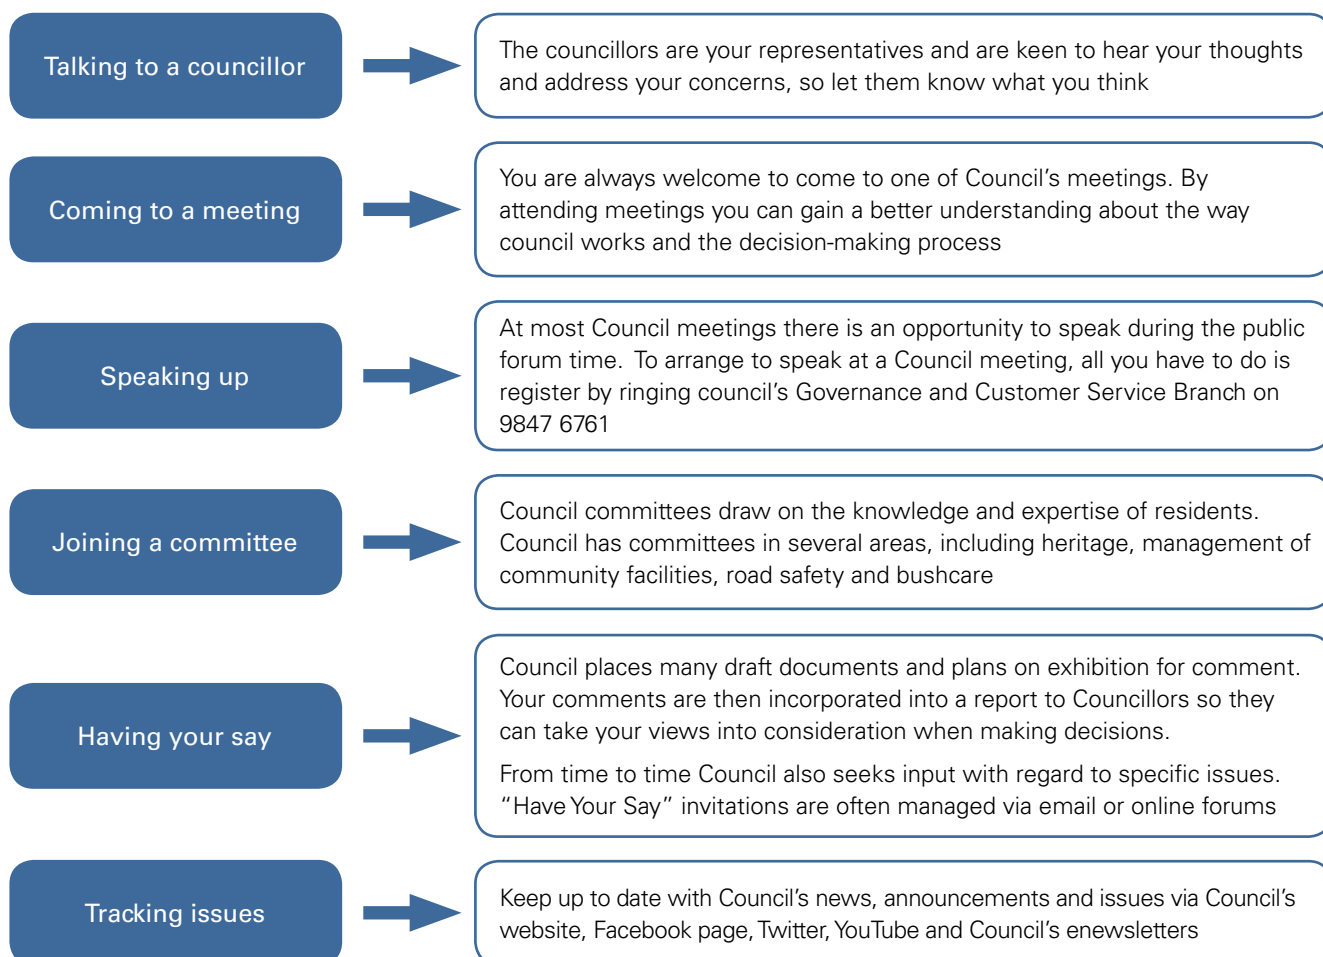 Talking to a councillor
The councillors are your representatives and are keen to hear your thoughts
and address your concerns, so let them know what you think
Coming to a meeting
You are always welcome to come to one of Council's meetings. By
attending meetings you can gain a better understanding about the way
council works and the decision-making process
Speaking up
At most Council meetings there is an opportunity to speak during the public
forum time. To arrange to speak at a Council meeting, all you have to do is
register by ringing council's Governance and Customer Service Branch on
9847 6761
Joining a committee
Council committees draw on the knowledge and expertise of residents.
Council has committees in several areas, including heritage, management of
community facilities, road safety and bushcare
Having your say
Council places many draft documents and plans on exhibition for comment.
Your comments are then incorporated into a report to Councillors so they
can take your views into consideration when making decisions.
From time to time Council also seeks input with regard to specific issues.
"Have Your Say" invitations are often managed via email or online forums
Tracking issues
Keep up to date with Council's news, announcements and issues via Council's
website, Facebook page, Twitter, YouTube and Council's enewsletters